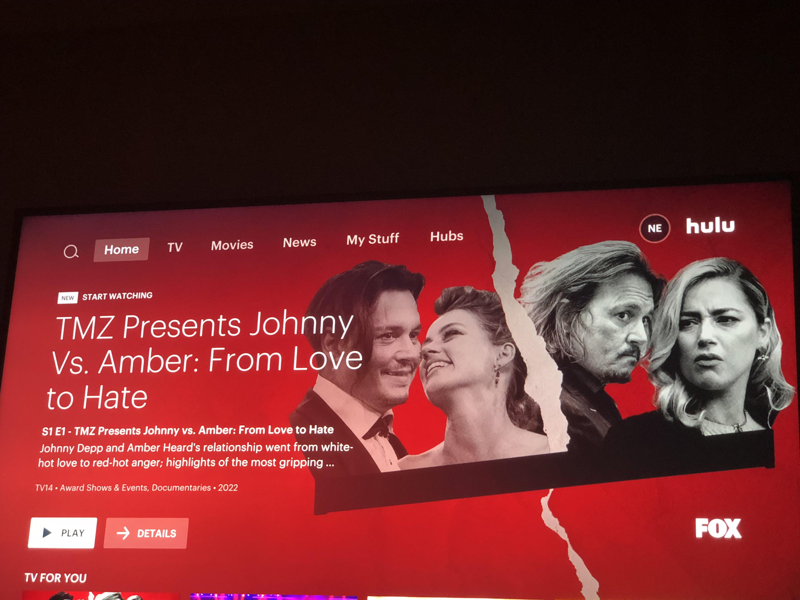 Home
TV
Movies
News
My Stuff
Hubs
NE
hulu
NEW START WATCHING
TMZ Presents Johnny
Vs. Amber: From Love
to Hate
S1 E1 - TMZ Presents Johnny vs. Amber: From Love to Hate
Johnny Depp and Amber Heard's relationship went from white-
hot love to red-hot anger; highlights of the most gripping ...
TV14 • Award Shows & Events, Documentaries • 2022
PLAY
DETAILS
FOX
TV FOR YOU